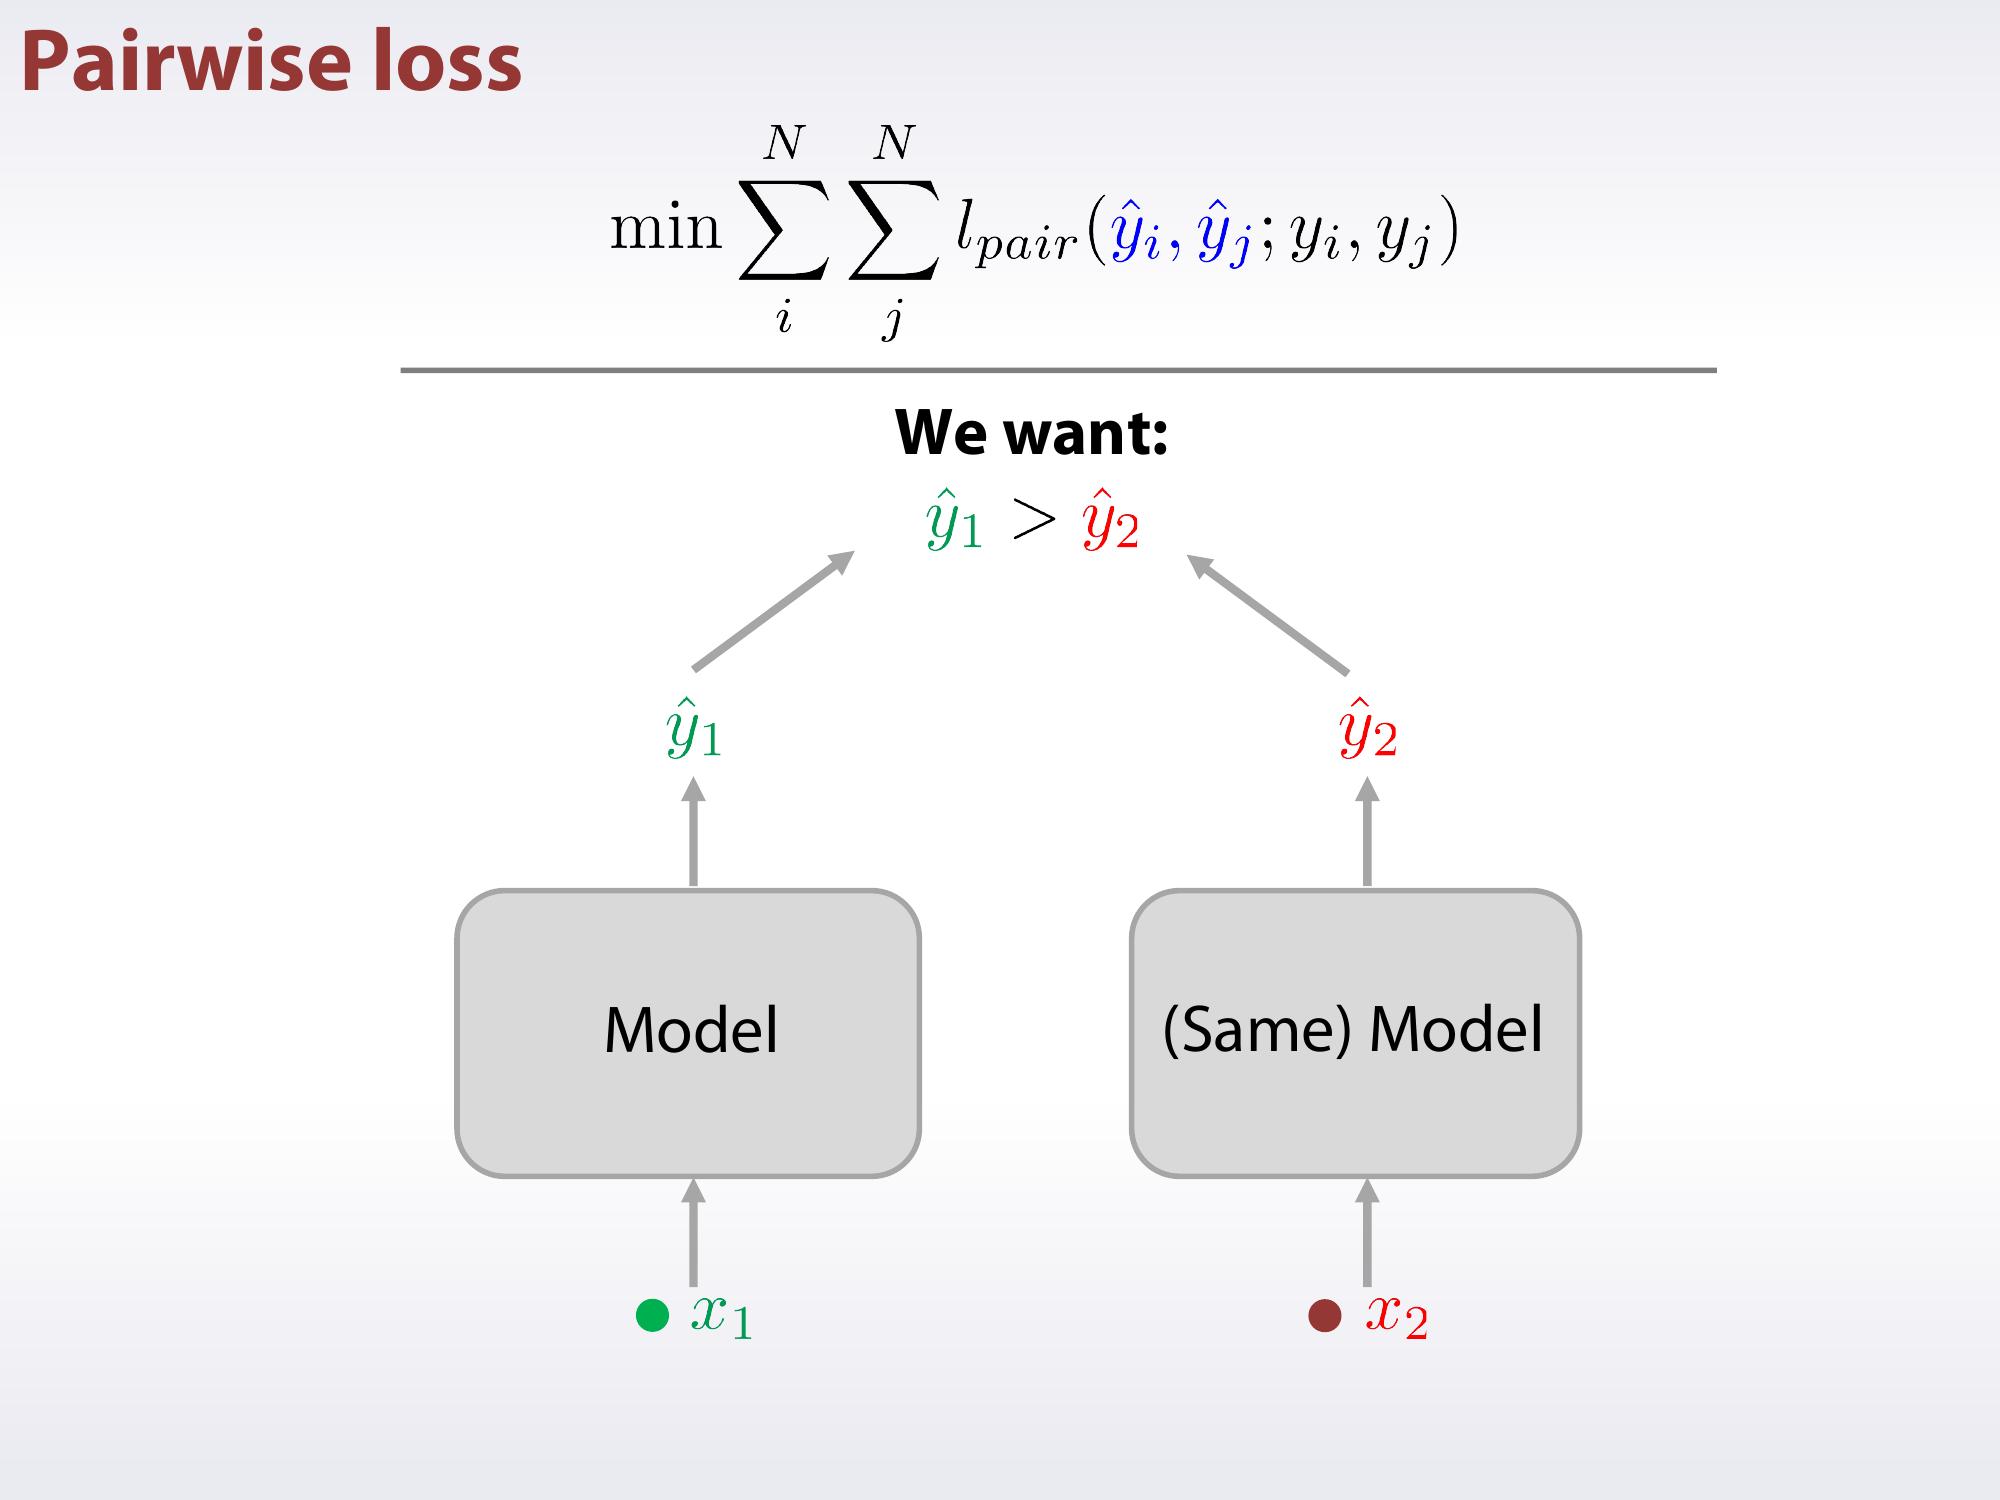 Pairwise loss
$\min \sum_{i}^{N} \sum_{j}^{N} l_{pair}(\hat{y}_i, \hat{y}_j; y_i, y_j)$
We want:
$\hat{y}_1 > \hat{y}_2$
$\hat{y}_1$ $\hat{y}_2$
Model (Same) Model
$x_1$ $x_2$